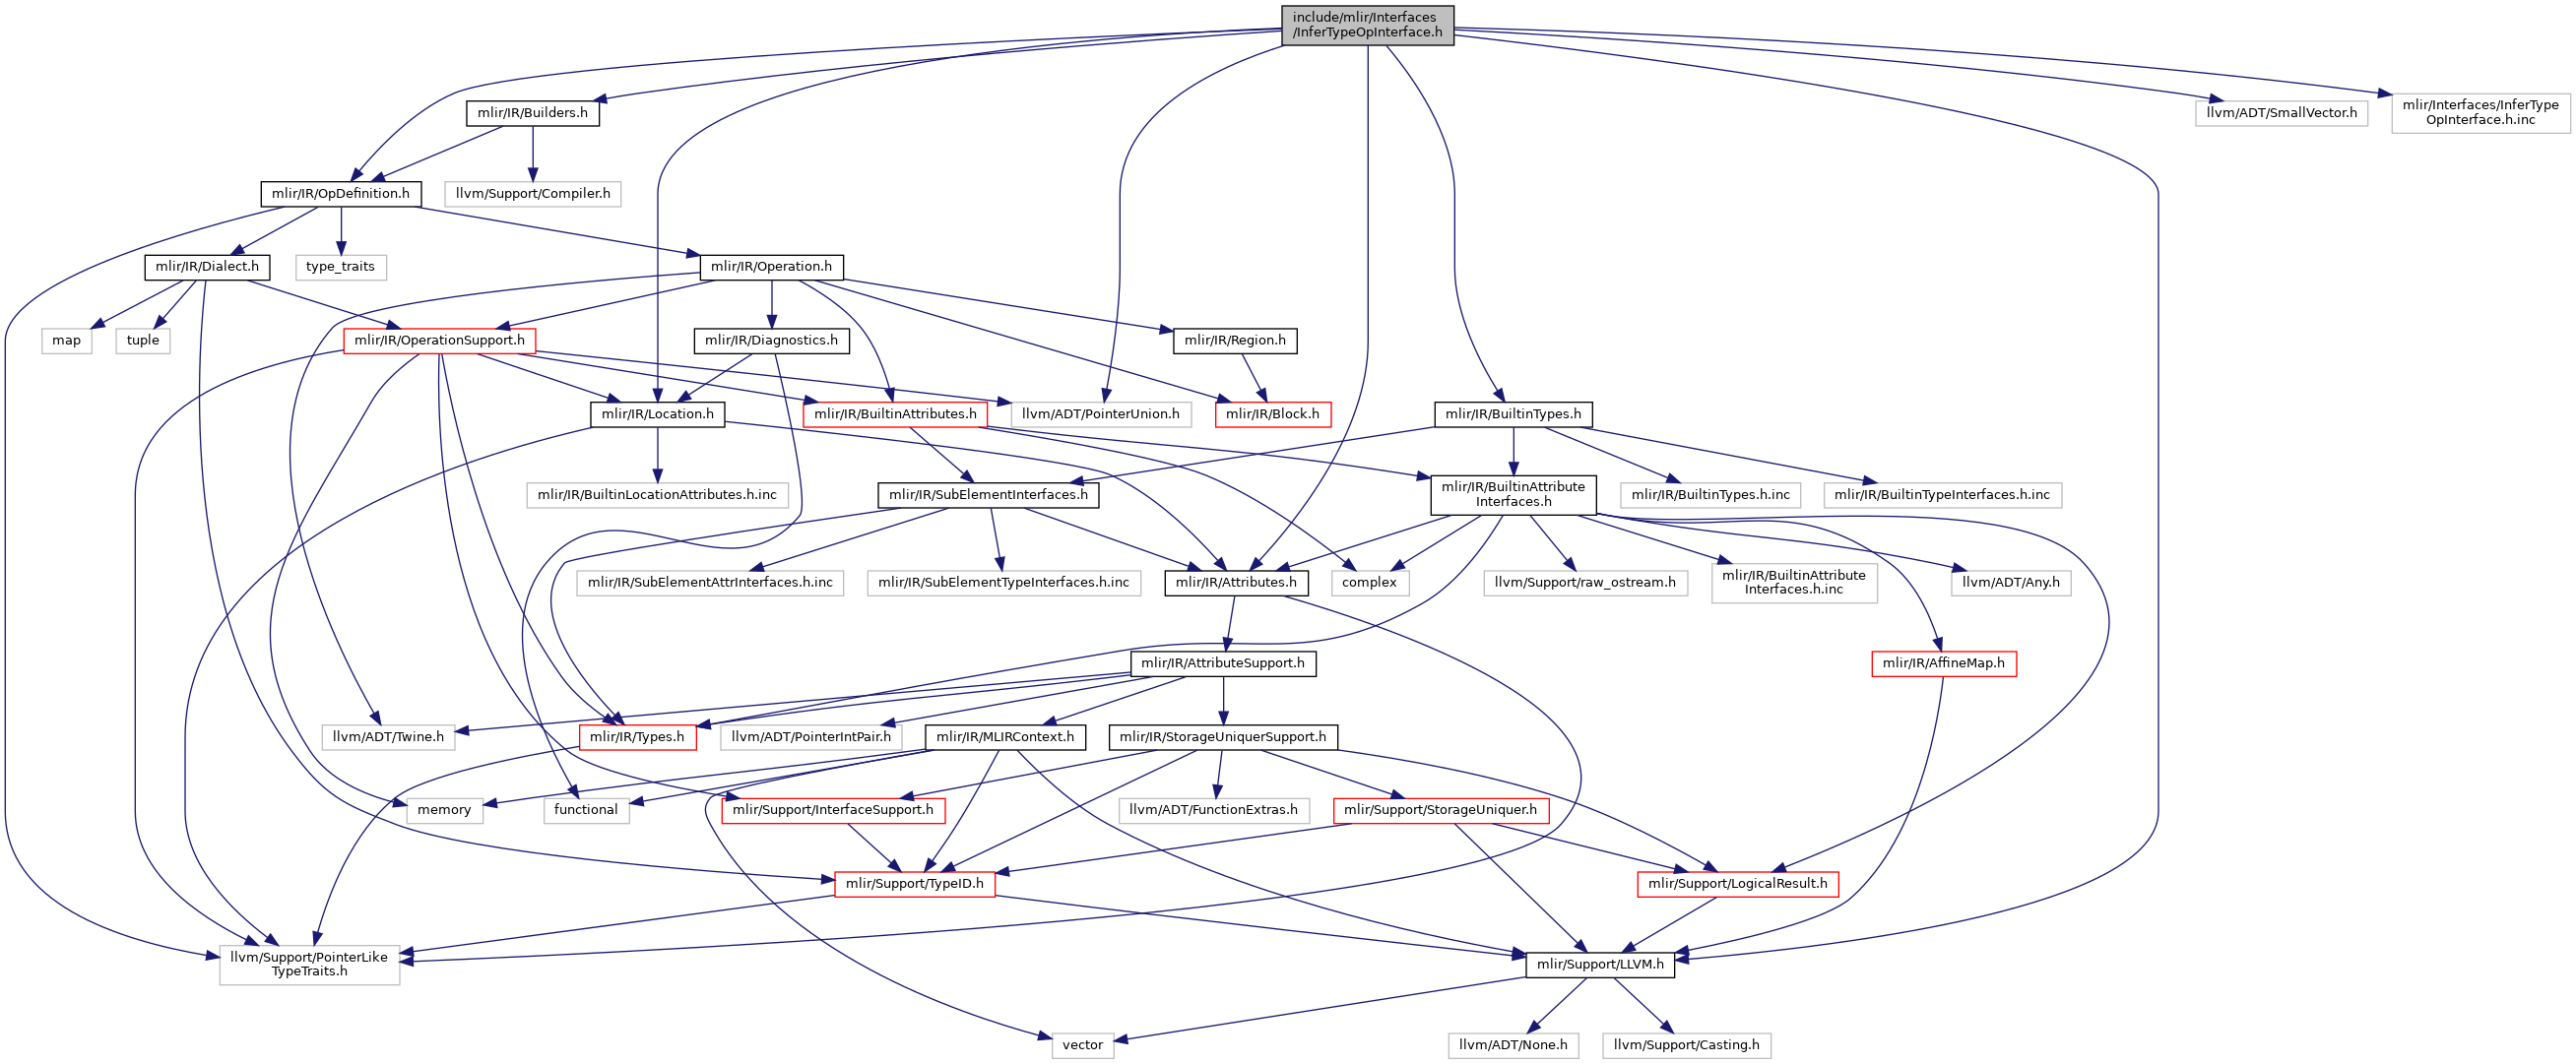 include/mlir/Interfaces
/InferTypeOpInterface.h
mlir/IR/Builders.h
llvm/ADT/SmallVector.h
mlir/Interfaces/InferType
OpInterface.h.inc
mlir/IR/OpDefinition.h
llvm/Support/Compiler.h
mlir/IR/Dialect.h
type_traits
mlir/IR/Operation.h
map
tuple
mlir/IR/OperationSupport.h
mlir/IR/Diagnostics.h
mlir/IR/Region.h
mlir/IR/Location.h
mlir/IR/BuiltinAttributes.h
llvm/ADT/PointerUnion.h
mlir/IR/Block.h
mlir/IR/BuiltinTypes.h
mlir/IR/BuiltinLocationAttributes.h.inc
mlir/IR/SubElementInterfaces.h
mlir/IR/BuiltinAttribute
Interfaces.h
mlir/IR/BuiltinTypes.h.inc
mlir/IR/BuiltinTypeInterfaces.h.inc
mlir/IR/SubElementAttrInterfaces.h.inc
mlir/IR/SubElementTypeInterfaces.h.inc
mlir/IR/Attributes.h
complex
llvm/Support/raw_ostream.h
mlir/IR/BuiltinAttribute
Interfaces.h.inc
llvm/ADT/Any.h
mlir/IR/AttributeSupport.h
mlir/IR/AffineMap.h
llvm/ADT/Twine.h
mlir/IR/Types.h
llvm/ADT/PointerIntPair.h
mlir/IR/MLIRContext.h
mlir/IR/StorageUniquerSupport.h
memory
functional
mlir/Support/InterfaceSupport.h
llvm/ADT/FunctionExtras.h
mlir/Support/StorageUniquer.h
mlir/Support/TypeID.h
mlir/Support/LogicalResult.h
llvm/Support/PointerLike
TypeTraits.h
mlir/Support/LLVM.h
vector
llvm/ADT/None.h
llvm/Support/Casting.h